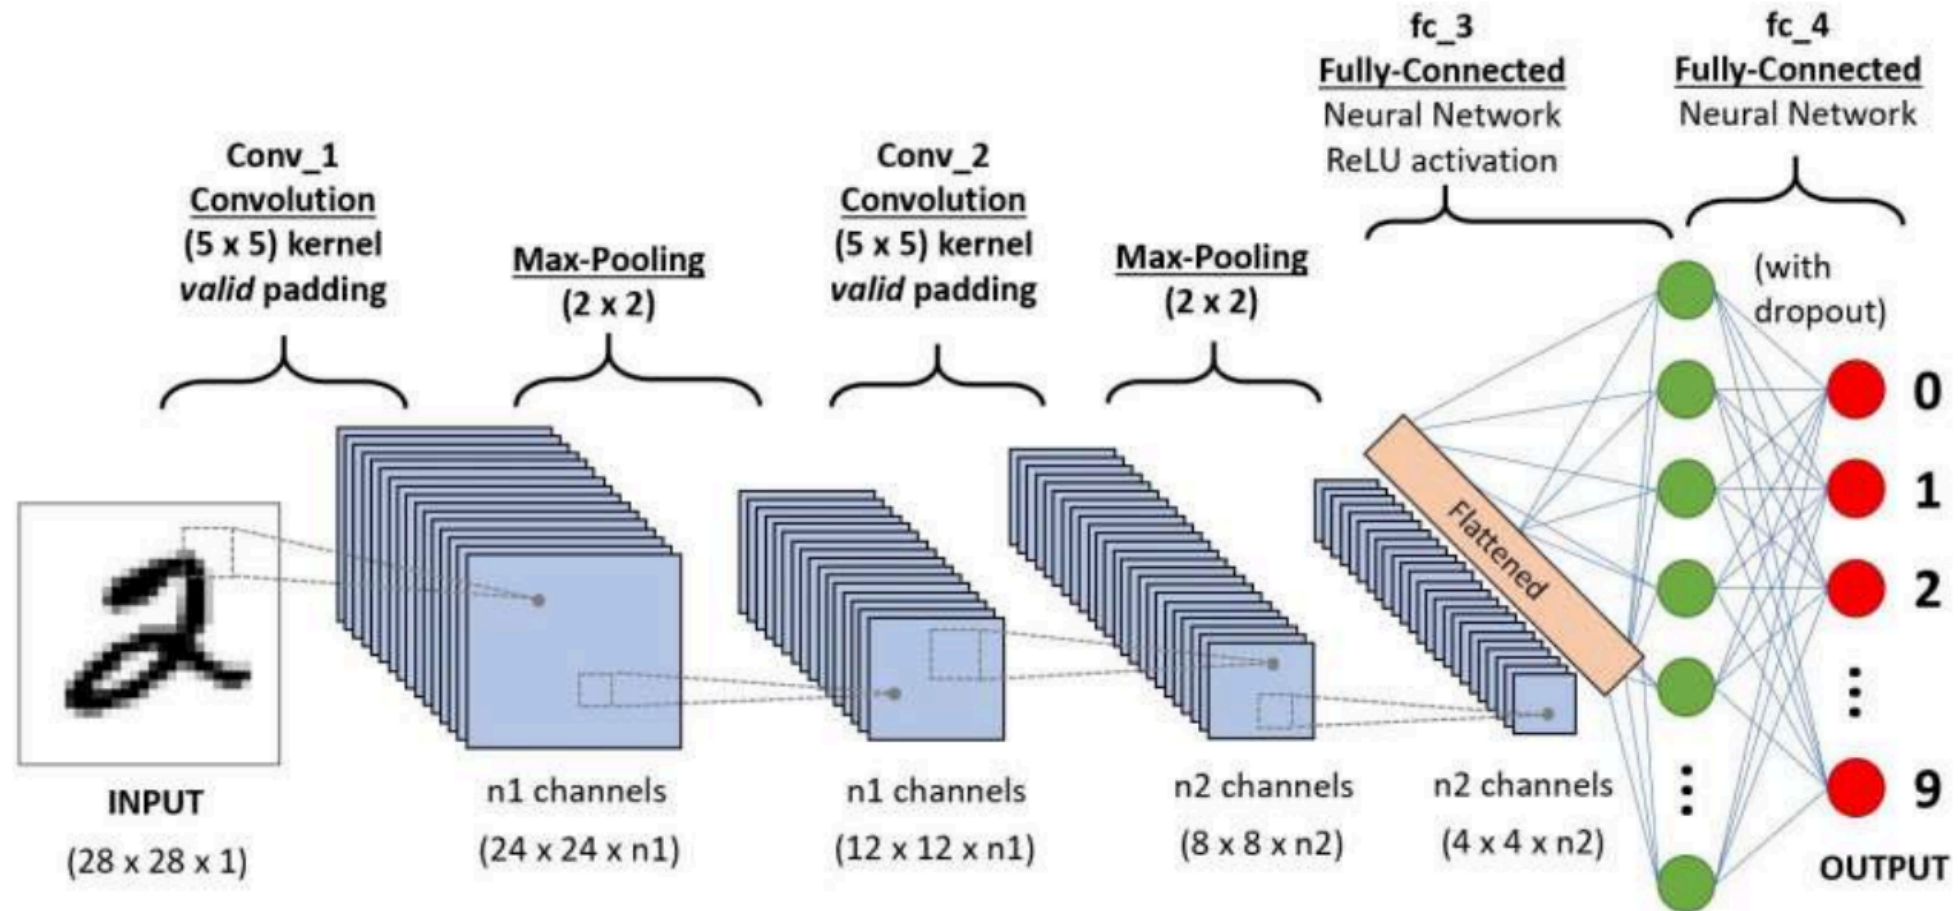 Conv_1
Convolution
(5 x 5) kernel
valid padding
Max-Pooling
(2 x 2)
Conv_2
Convolution
(5 x 5) kernel
valid padding
Max-Pooling
(2 x 2)
fc_3
Fully-Connected
Neural Network
ReLU activation
fc_4
Fully-Connected
Neural Network
(with
dropout)
Flattened
0
1
2
9
INPUT
(28 x 28 x 1)
n1 channels
(24 x 24 x n1)
n1 channels
(12 x 12 x n1)
n2 channels
(8 x 8 x n2)
n2 channels
(4 x 4 x n2)
OUTPUT